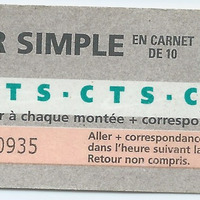 R SIMPLE EN CARNET
DE 10
TS·CTS·C
r à chaque montée + correspo
0935
Aller + correspondance
dans l'heure suivant la
Retour non compris.